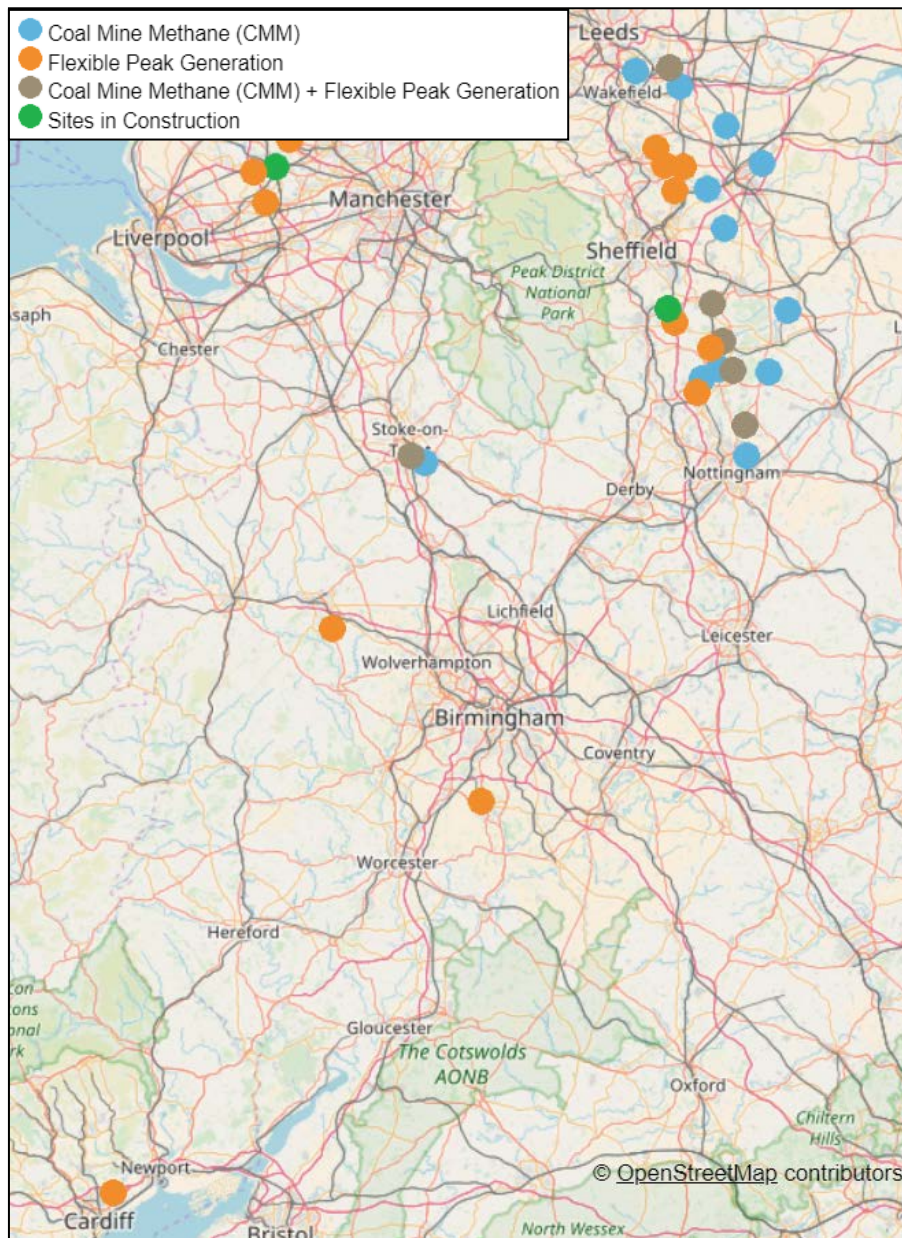 Coal Mine Methane (CMM)
Flexible Peak Generation
Coal Mine Methane (CMM) + Flexible Peak Generation
Sites in Construction
Leeds
Wakefield
Manchester
Liverpool
Sheffield
Peak District
National
Park
Asaph
Chester
Stoke-on-
Nottingham
Derby
Lichfield
Leicester
Wolverhampton
Birmingham
Coventry
Worcester
Hereford
Gloucester
The Cotswolds
AONB
Oxford
Chiltern
Hills
Newport
© OpenStreetMap contributors
Cardiff
Bristol
North Wessex